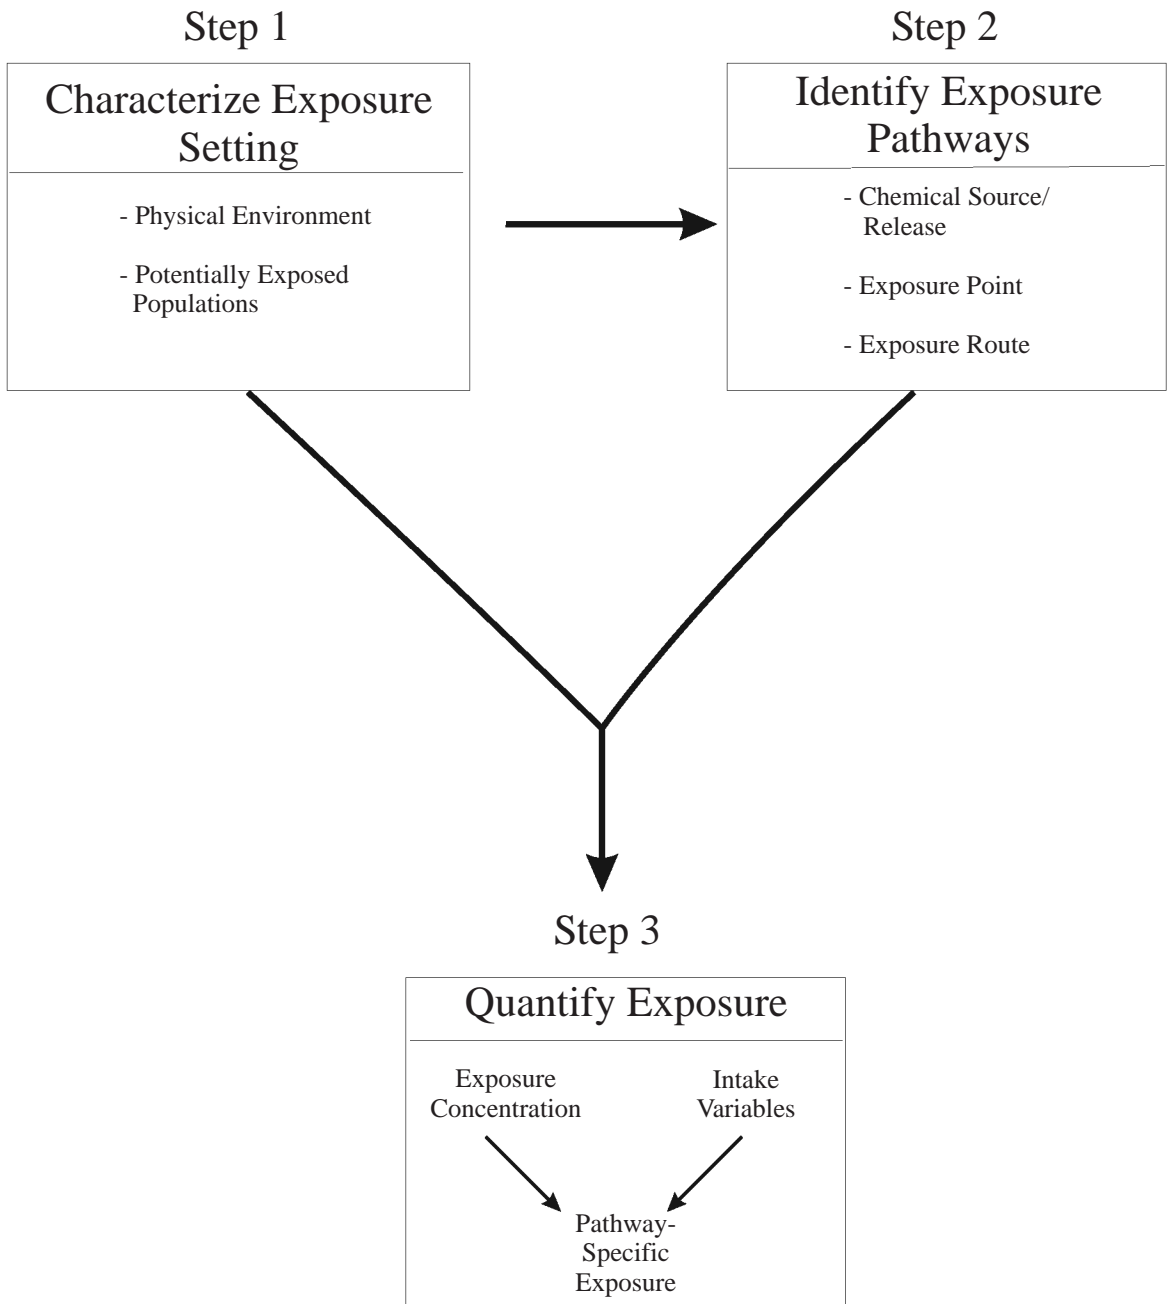 Step 1
Characterize Exposure
Setting
- Physical Environment
- Potentially Exposed
Populations
Step 2
Identify Exposure
Pathways
- Chemical Source/
Release
- Exposure Point
- Exposure Route
Step 3
Quantify Exposure
Exposure
Concentration
Intake
Variables
Pathway-
Specific
Exposure